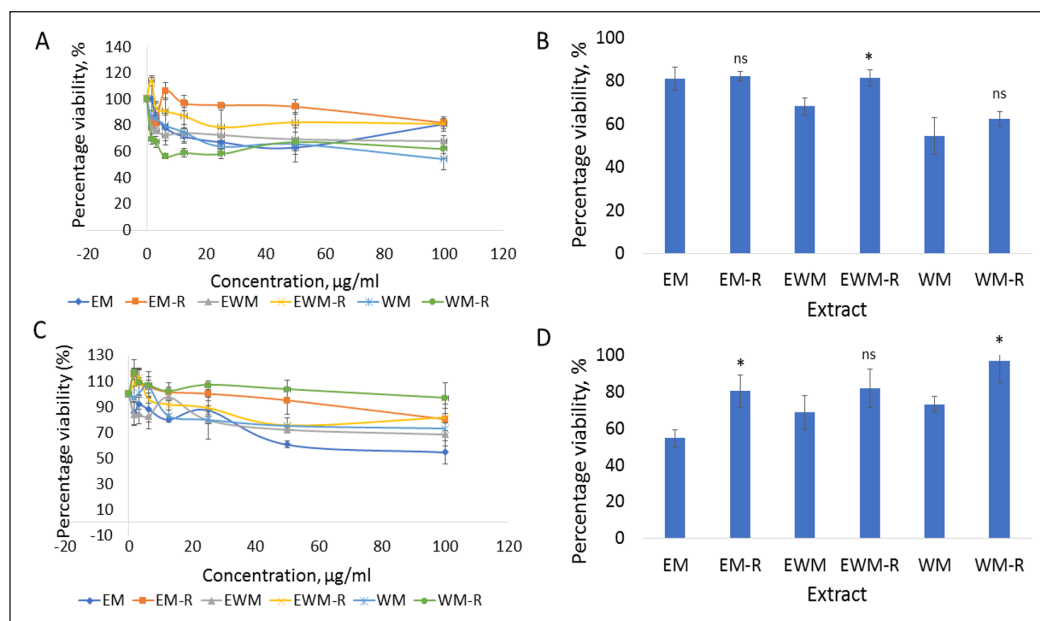 A
Percentage viability, %
140
120
100
80
60
40
20
0
-20 0 20 40 60 80 100 120
Concentration, µg/ml
EM EM-R EWM EWM-R WM WM-R
B
Percentage viability, %
100
80
60
40
20
0
ns
*
ns
EM EM-R EWM EWM-R WM WM-R
Extract
C
Percentage viability (%)
130
110
90
70
50
30
10
-10
-20 0 20 40 60 80 100 120
Concentration, µg/ml
EM EM-R EWM EWM-R WM WM-R
D
Percentage viability, %
100
80
60
40
20
0
*
ns
*
EM EM-R EWM EWM-R WM WM-R
Extract